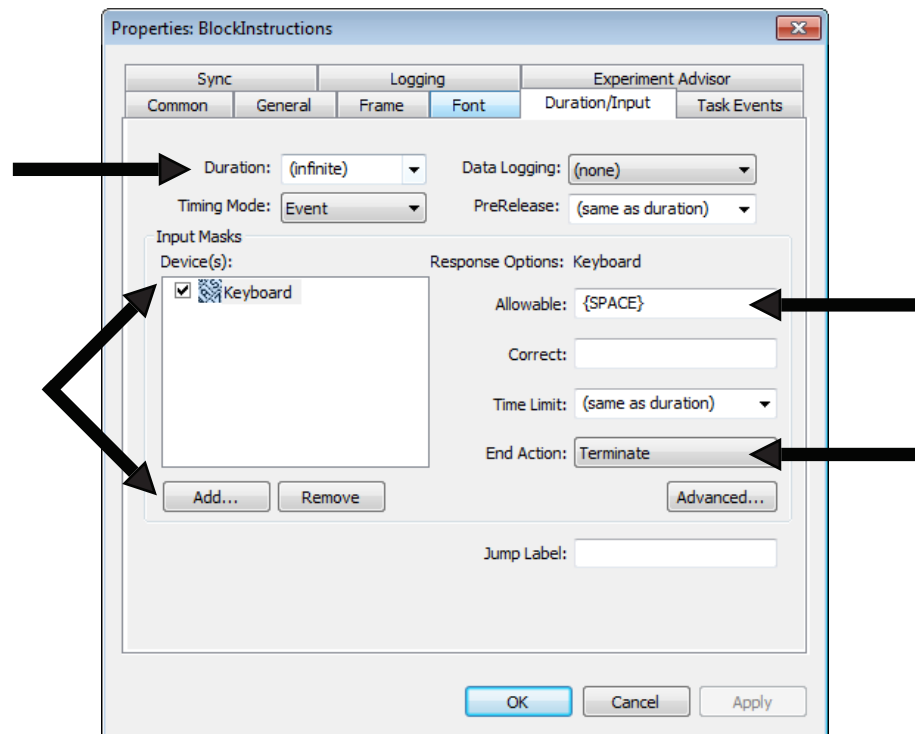 Properties: BlockInstructions
Sync Logging Experiment Advisor
Common General Frame Font Duration/Input Task Events
Duration: (infinite) Data Logging: (none)
Timing Mode: Event PreRelease: (same as duration)
Input Masks
Device(s): Response Options: Keyboard
Keyboard
Allowable: {SPACE}
Correct:
Time Limit: (same as duration)
End Action: Terminate
Add... Remove Advanced...
Jump Label:
OK Cancel Apply